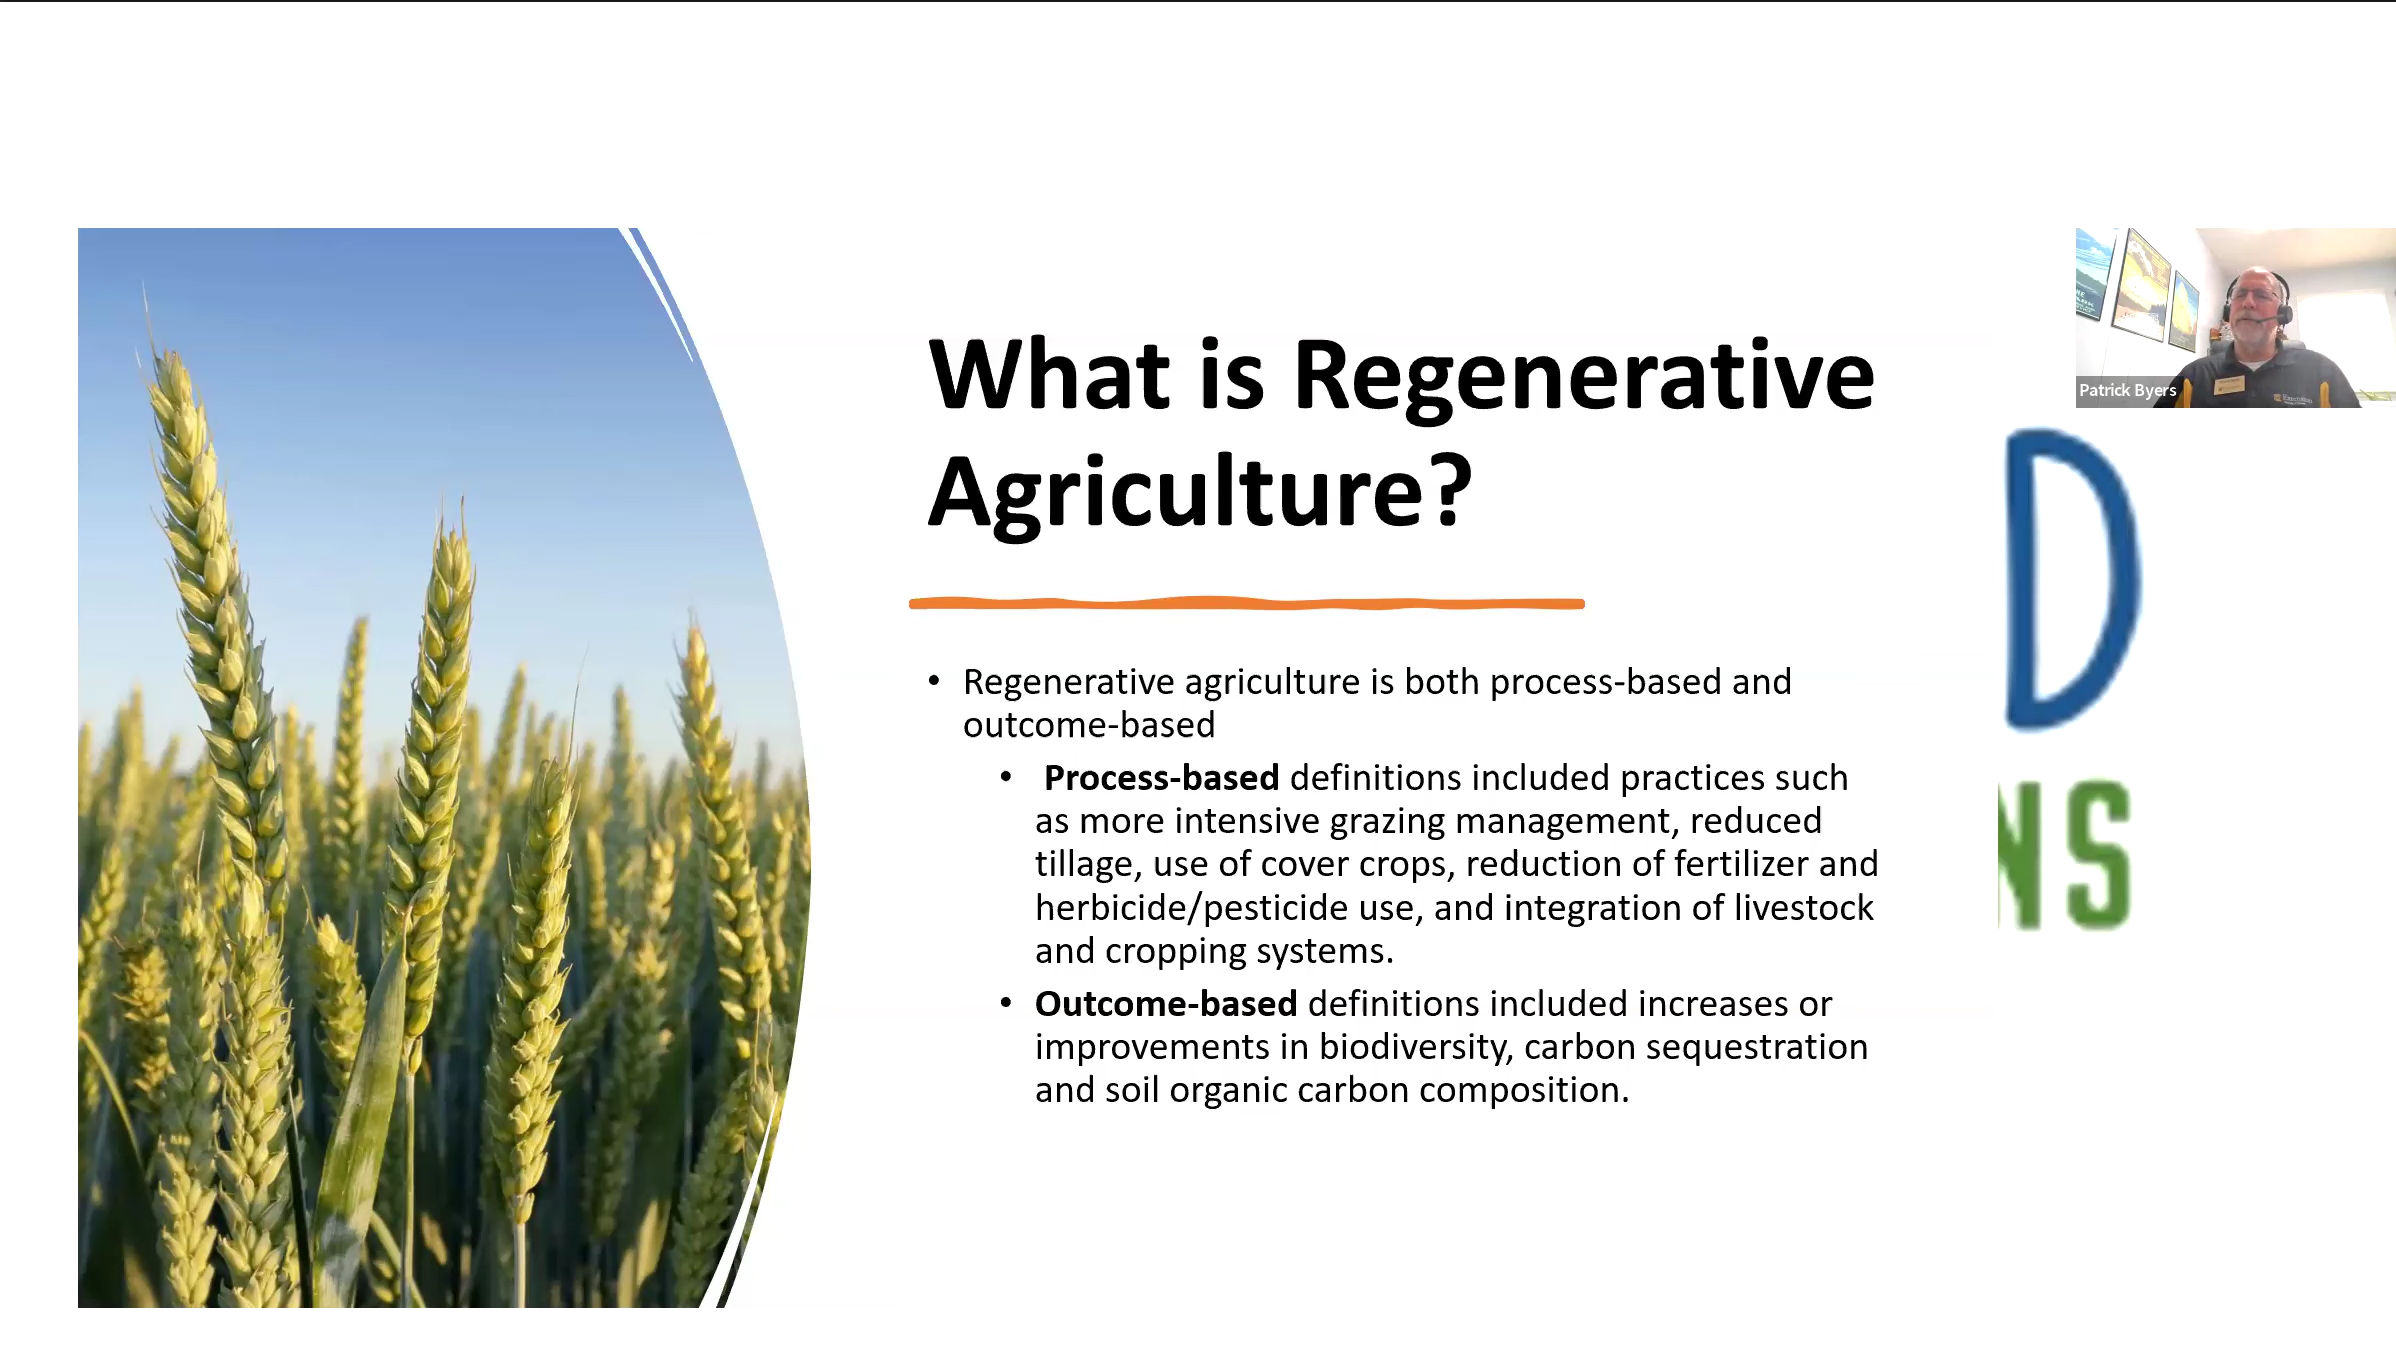 What is Regenerative
Agriculture?
• Regenerative agriculture is both process-based and
outcome-based
• Process-based definitions included practices such
as more intensive grazing management, reduced
tillage, use of cover crops, reduction of fertilizer and
herbicide/pesticide use, and integration of livestock
and cropping systems.
• Outcome-based definitions included increases or
improvements in biodiversity, carbon sequestration
and soil organic carbon composition.
Patrick Byers
D
NS